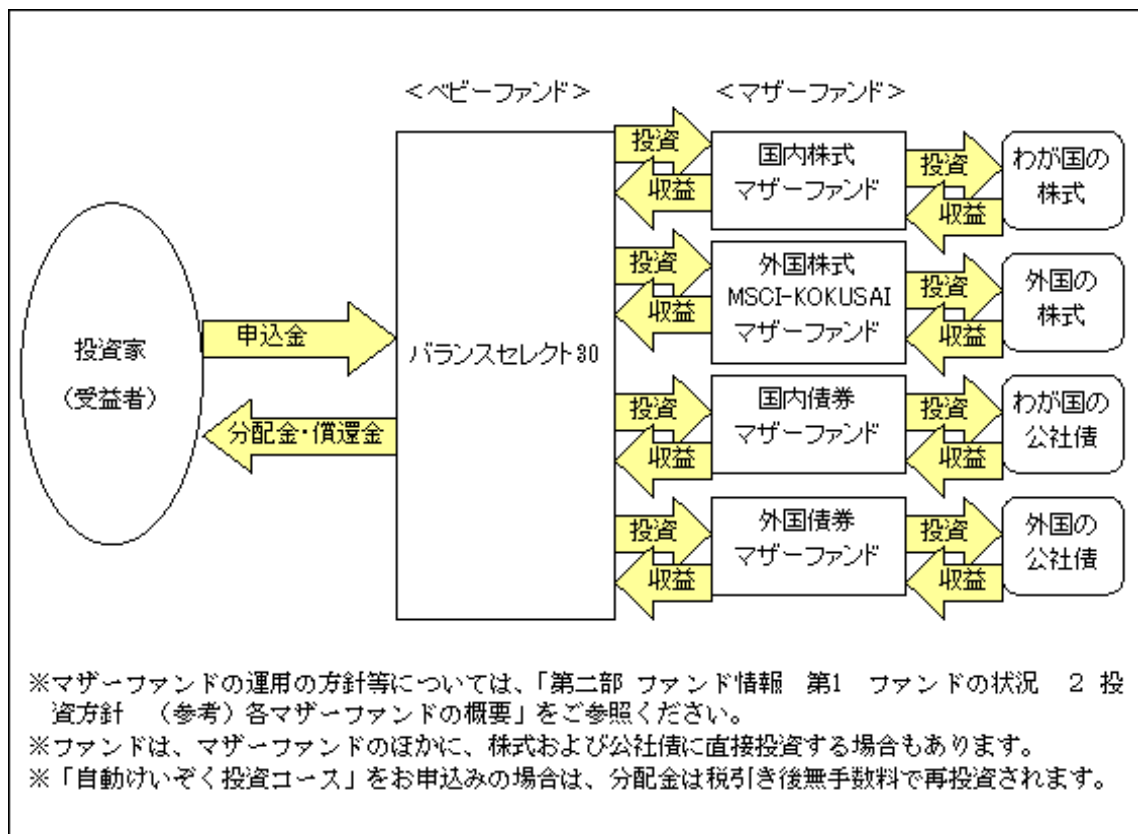 ＜ベビーファンド＞
＜マザーファンド＞
投資家
（受益者）
申込金
分配金・償還金
バランスセレクト30
投資
収益
国内株式
マザーファンド
投資
収益
わが国の
株式
投資
収益
外国株式
MSCI-KOKUSAI
マザーファンド
投資
収益
外国の
株式
投資
収益
国内債券
マザーファンド
投資
収益
わが国の
公社債
投資
収益
外国債券
マザーファンド
投資
収益
外国の
公社債
※マザーファンドの運用の方針等については、「第二部 ファンド情報　第1　ファンドの状況　2 投
資方針　（参考）各マザーファンドの概要」をご参照ください。
※ファンドは、マザーファンドのほかに、株式および公社債に直接投資する場合もあります。
※「自動けいぞく投資コース」をお申込みの場合は、分配金は税引き後無手数料で再投資されます。